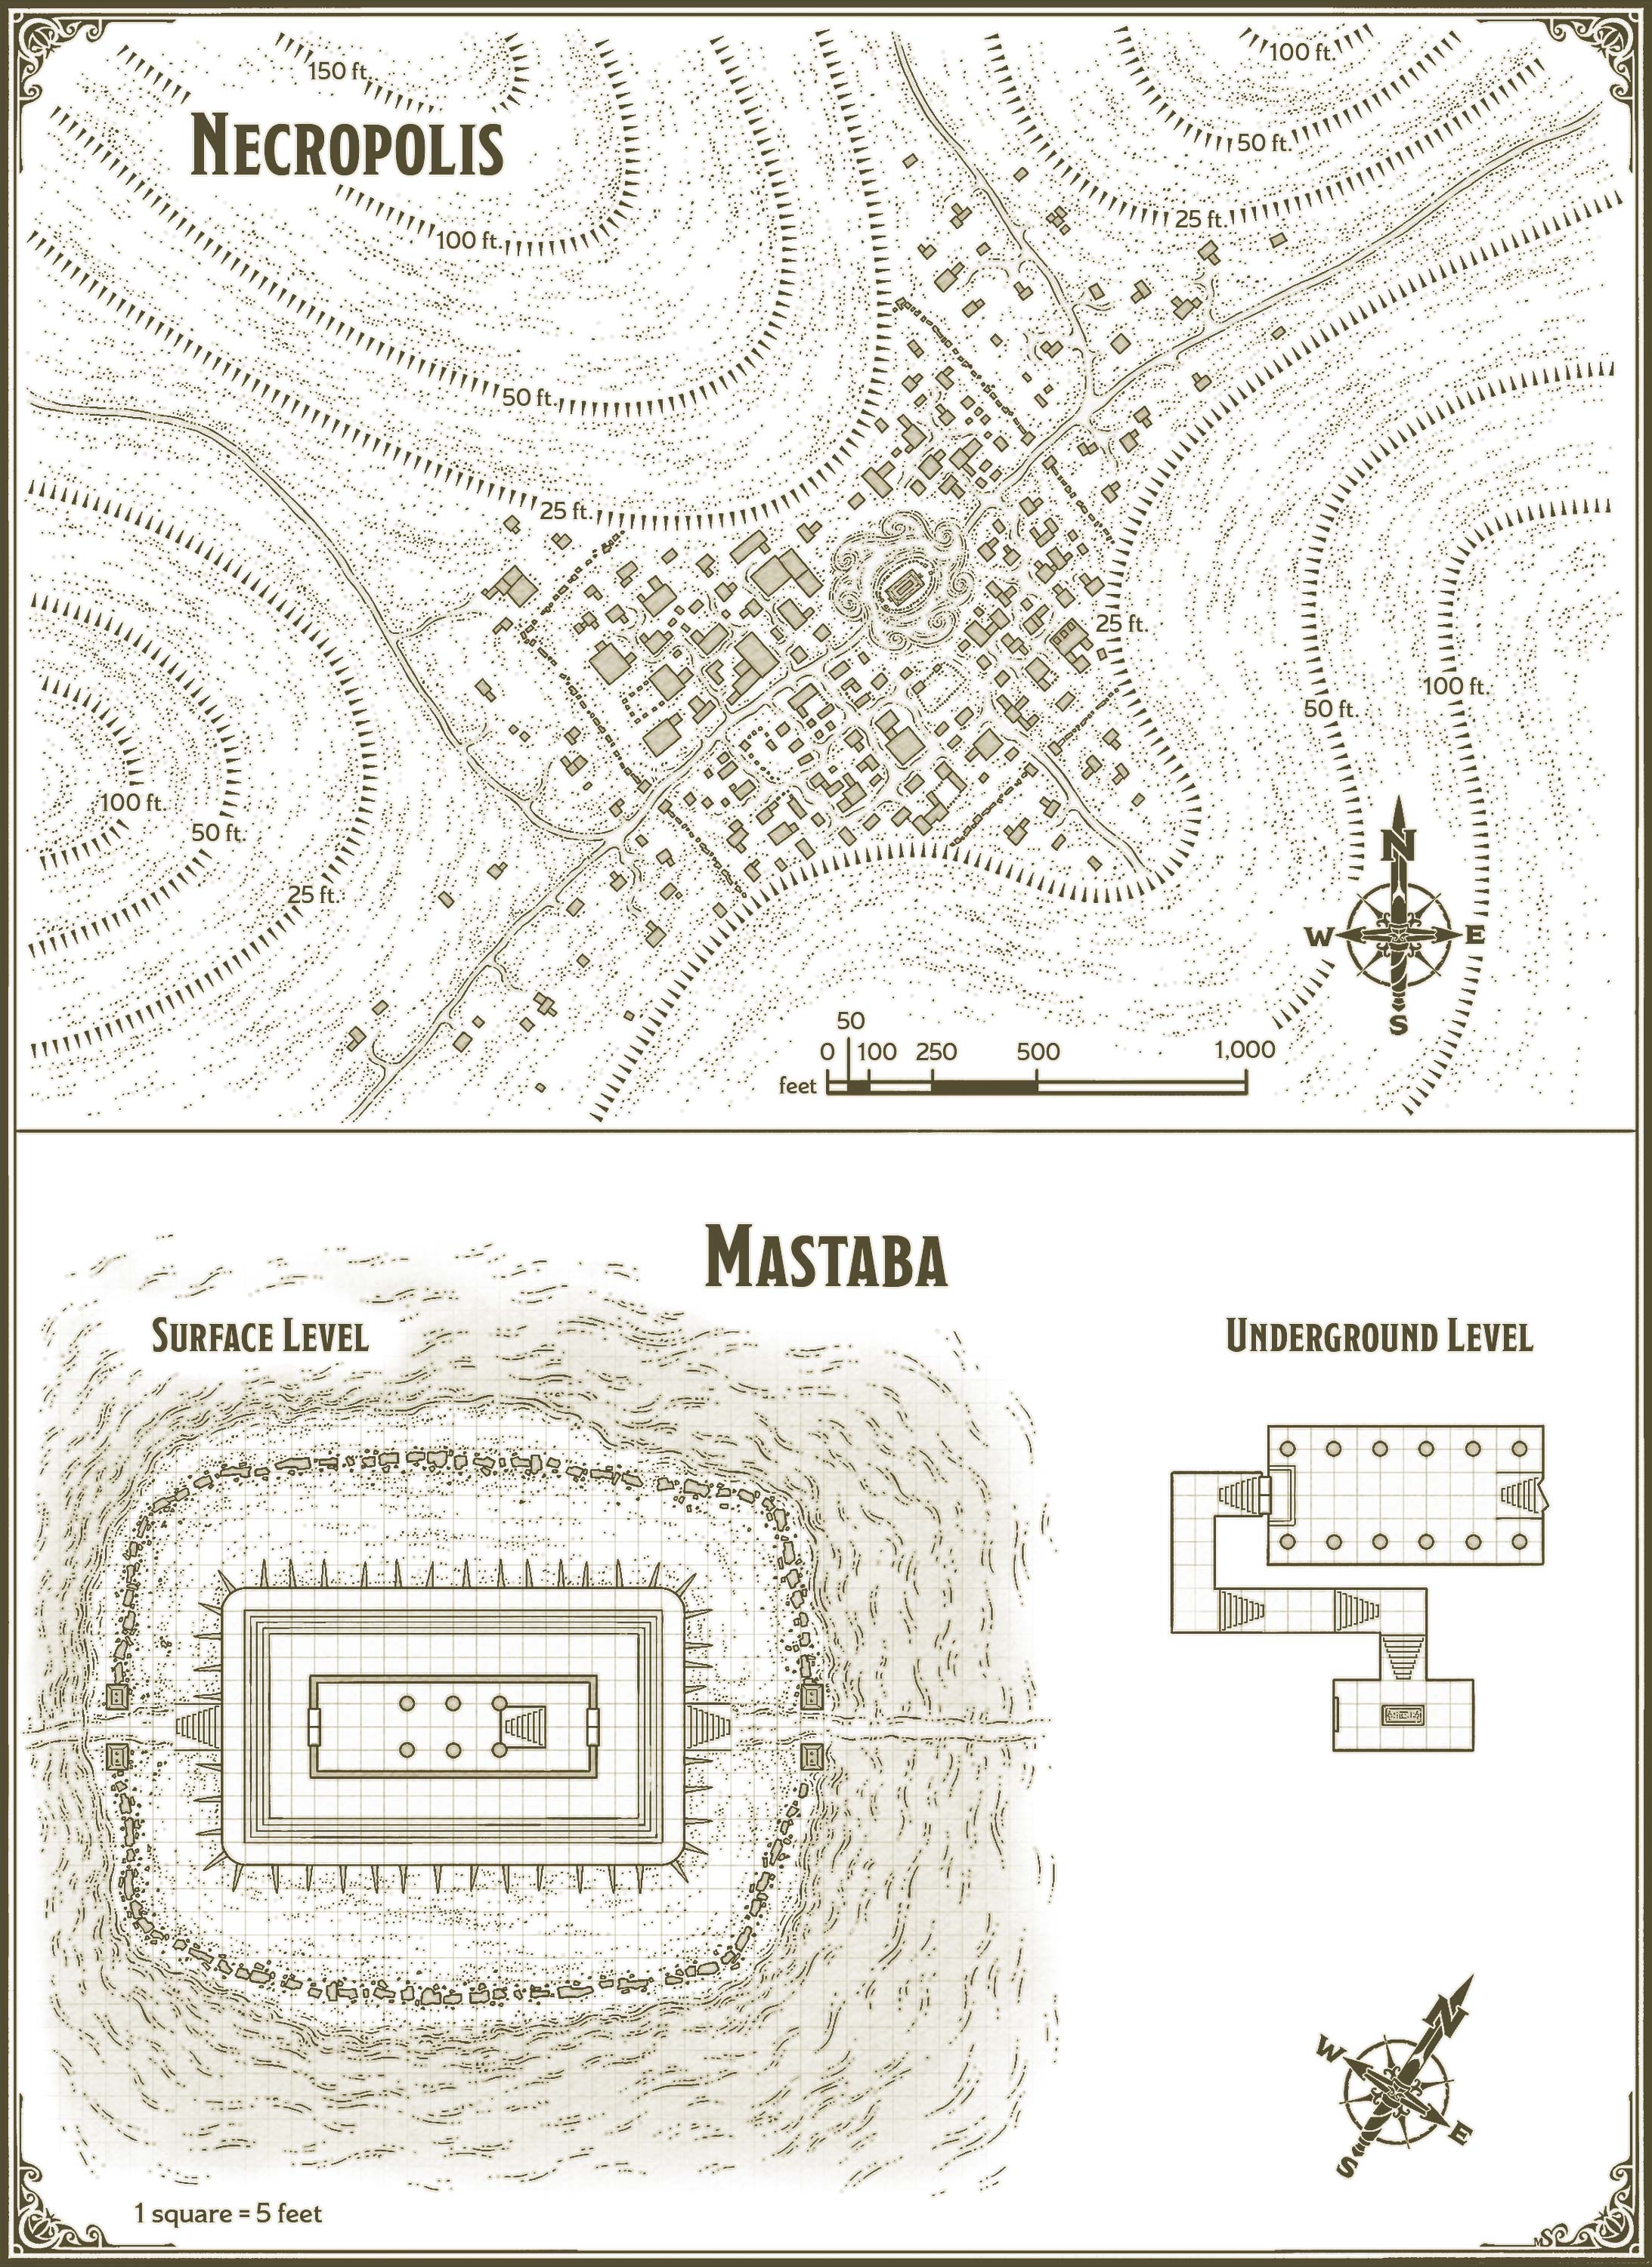 150 ft.
100 ft.
NECROPOLIS
50 ft.
25 ft.
100 ft.
50 ft.
25 ft.
25 ft.
100 ft.
50 ft.
100 ft.
50 ft.
25 ft.
N
W E
S
50
0 100 250 500 1,000
feet
MASTABA
SURFACE LEVEL
UNDERGROUND LEVEL
N
W
E
S
1 square = 5 feet